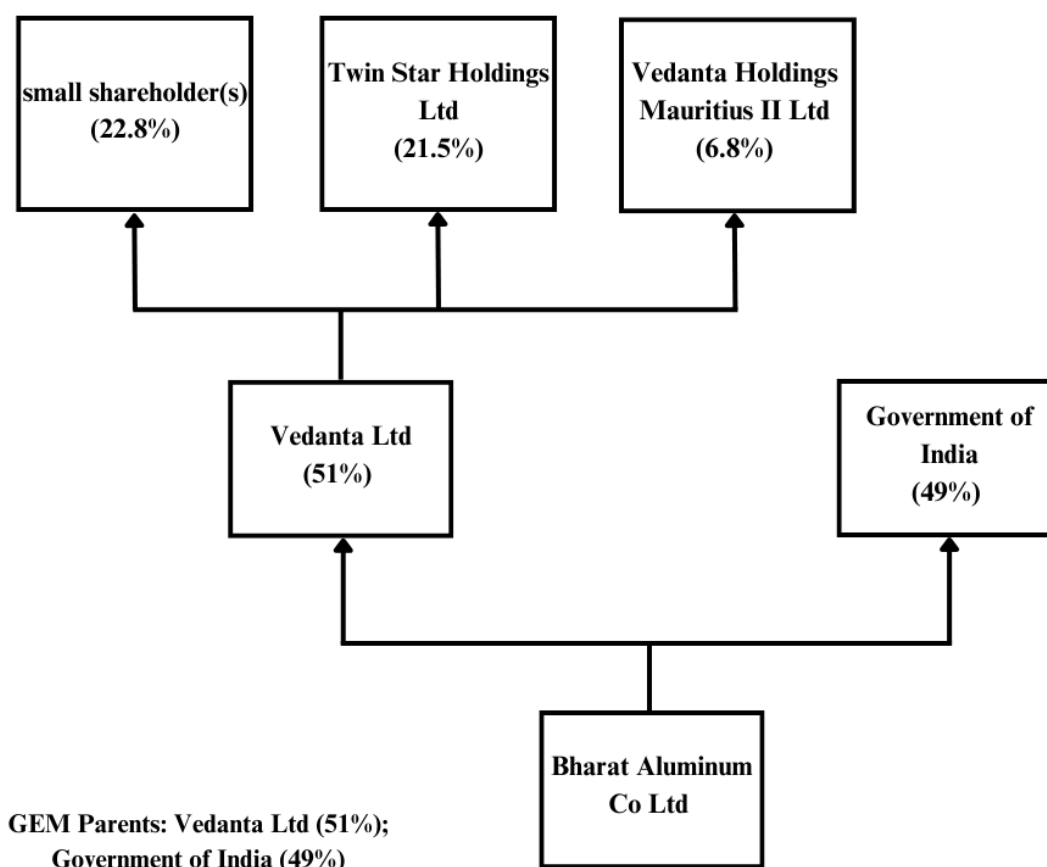 small shareholder(s)
(22.8%)
Twin Star Holdings
Ltd
(21.5%)
Vedanta Holdings
Mauritius II Ltd
(6.8%)
Vedanta Ltd
(51%)
Government of
India
(49%)
Bharat Aluminum
Co Ltd
GEM Parents: Vedanta Ltd (51%);
Government of India (49%)